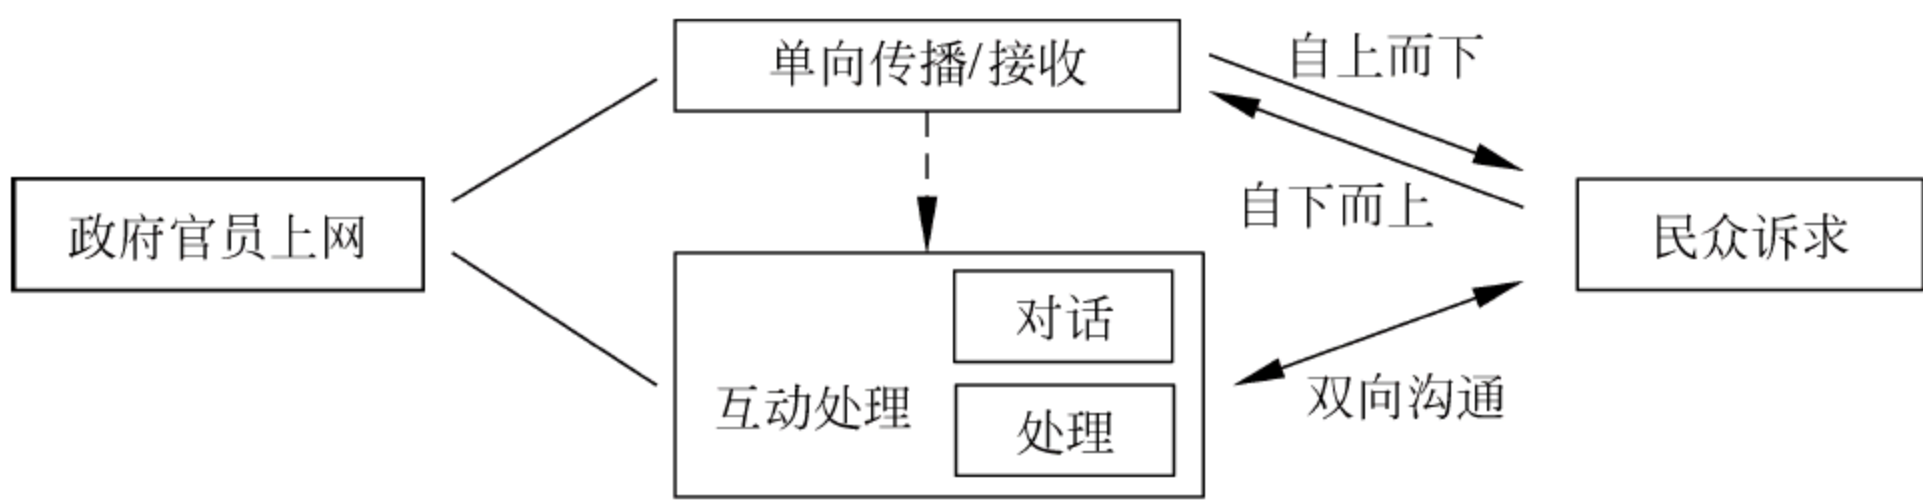 单向传播/接收
自上而下
自下而上
政府官员上网
民众诉求
对话
互动处理
处理
双向沟通